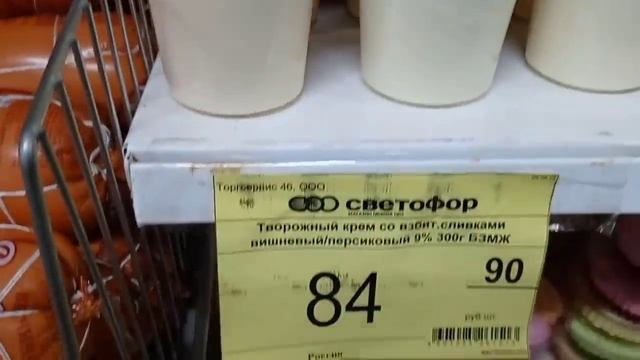 Торгсервис 46, ООО
светофор
Творожный крем со взбит.сливками
вишневый/персиковый 9% 300г БЗМЖ
84 90
руб шт
Россия